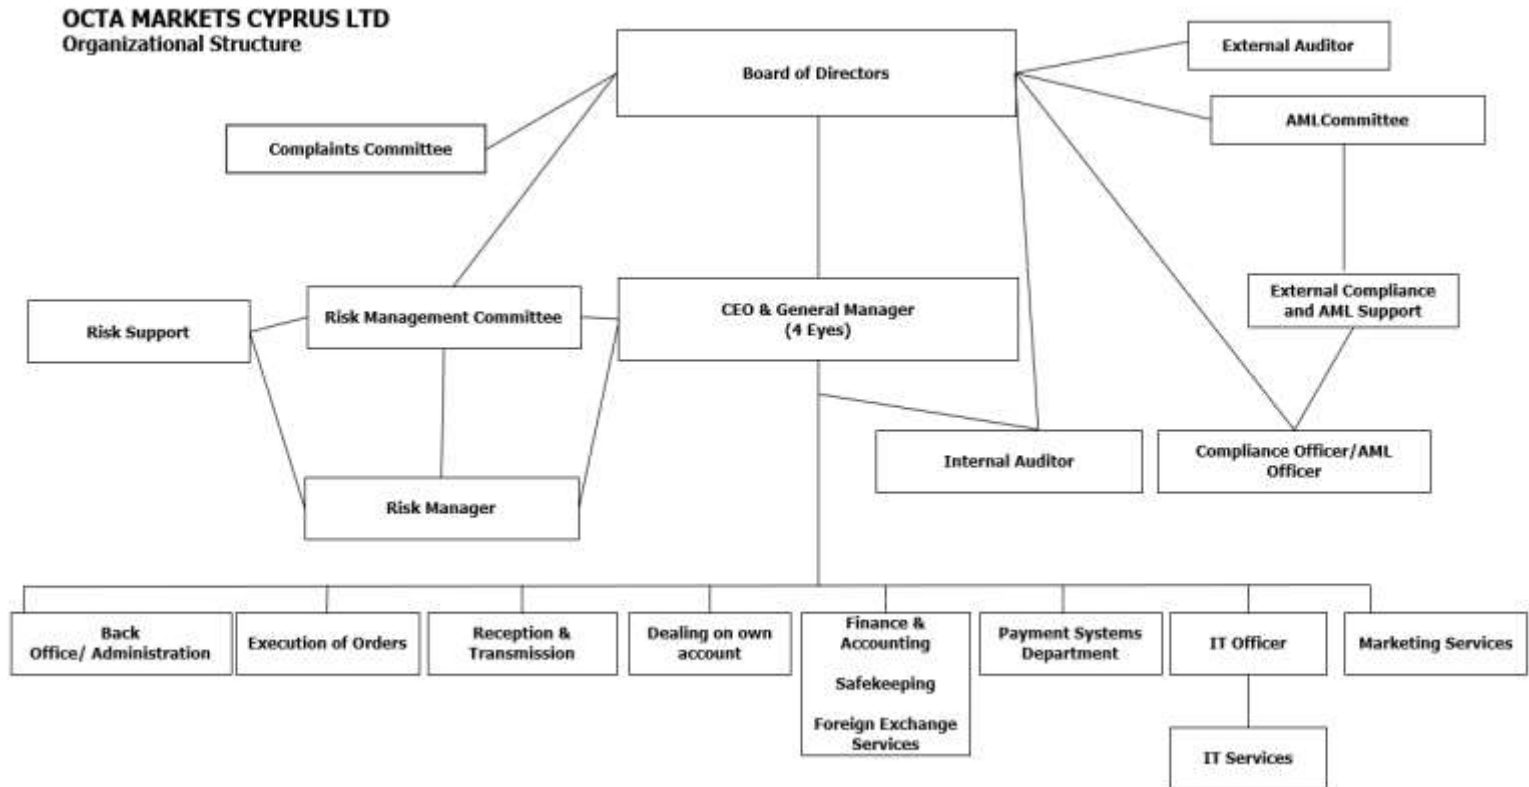 OCTA MARKETS CYPRUS LTD
Organizational Structure
Board of Directors
External Auditor
AMLCommittee
Complaints Committee
Risk Support
Risk Management Committee
CEO & General Manager
(4 Eyes)
External Compliance
and AML Support
Internal Auditor
Compliance Officer/AML
Officer
Risk Manager
Back
Office/ Administration
Execution of Orders
Reception &
Transmission
Dealing on own
account
Finance &
Accounting
Safekeeping
Foreign Exchange
Services
Payment Systems
Department
IT Officer
Marketing Services
IT Services